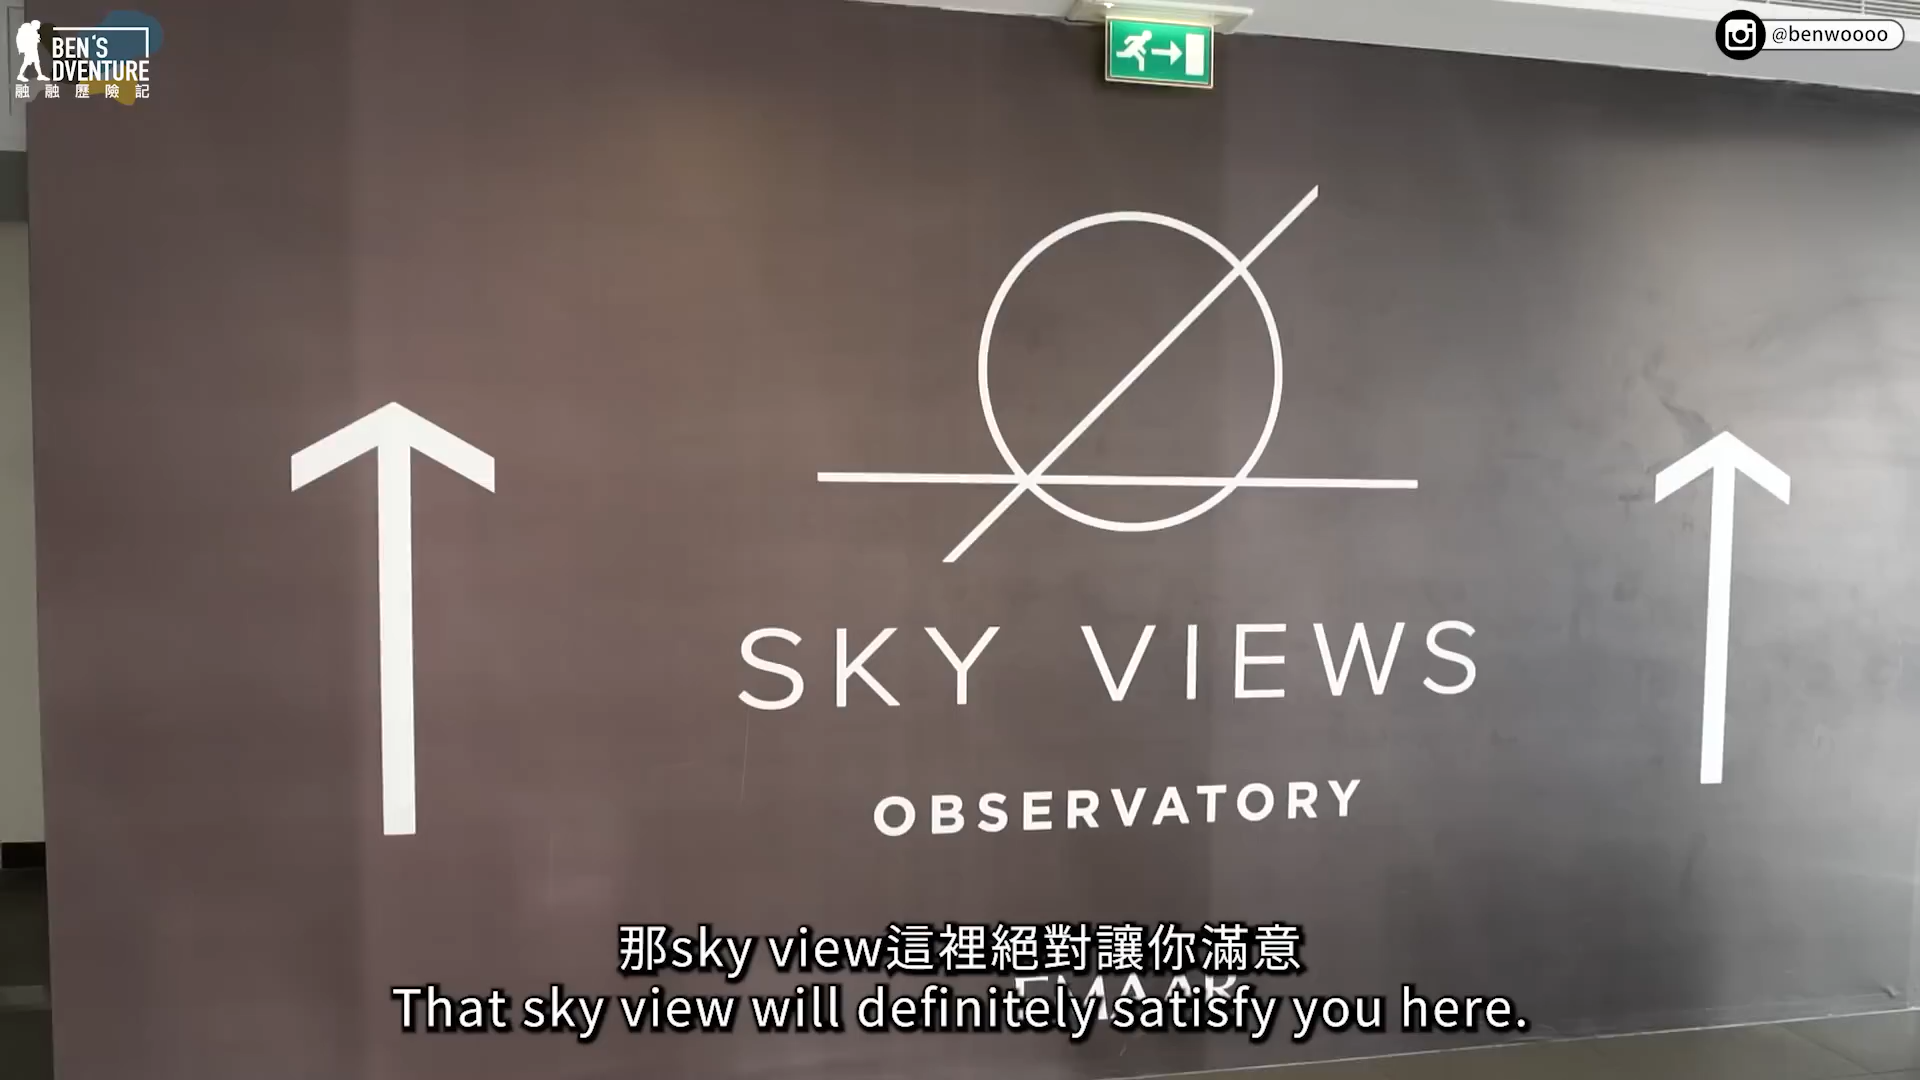 BEN'S
DVENTURE
融融歷險記
@benwoooo
SKY VIEWS
OBSERVATORY
EMAAR
那sky view這裡絕對讓你滿意
That sky view will definitely satisfy you here.